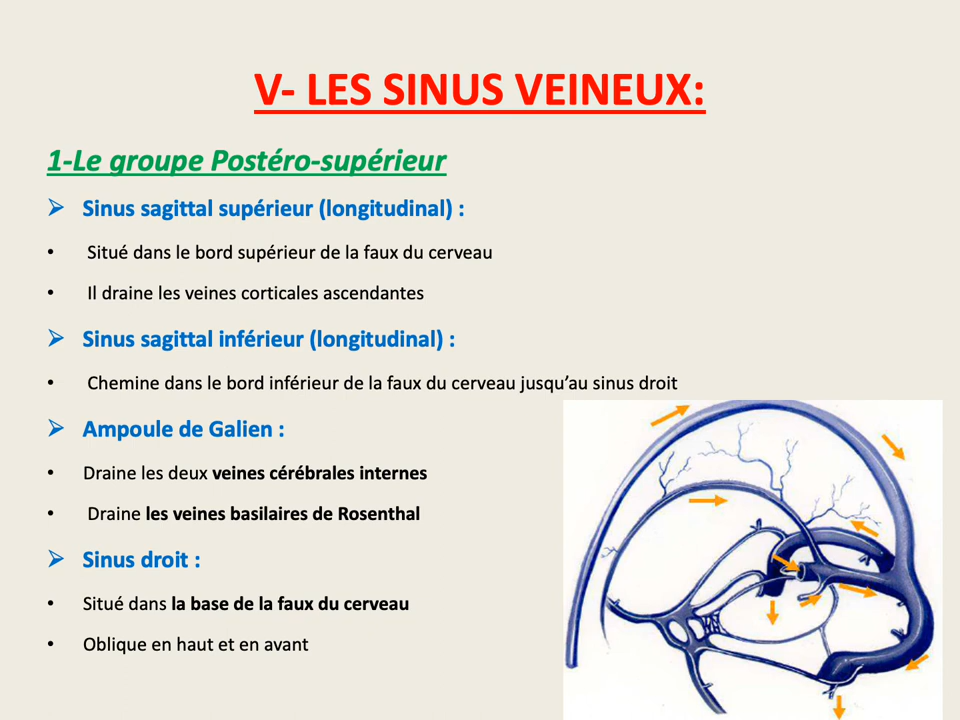 V- LES SINUS VEINEUX:
1-Le groupe Postéro-supérieur
➢ Sinus sagittal supérieur (longitudinal) :
• Situé dans le bord supérieur de la faux du cerveau
• Il draine les veines corticales ascendantes
➢ Sinus sagittal inférieur (longitudinal) :
• Chemine dans le bord inférieur de la faux du cerveau jusqu’au sinus droit
➢ Ampoule de Galien :
• Draine les deux veines cérébrales internes
• Draine les veines basilaires de Rosenthal
➢ Sinus droit :
• Situé dans la base de la faux du cerveau
• Oblique en haut et en avant